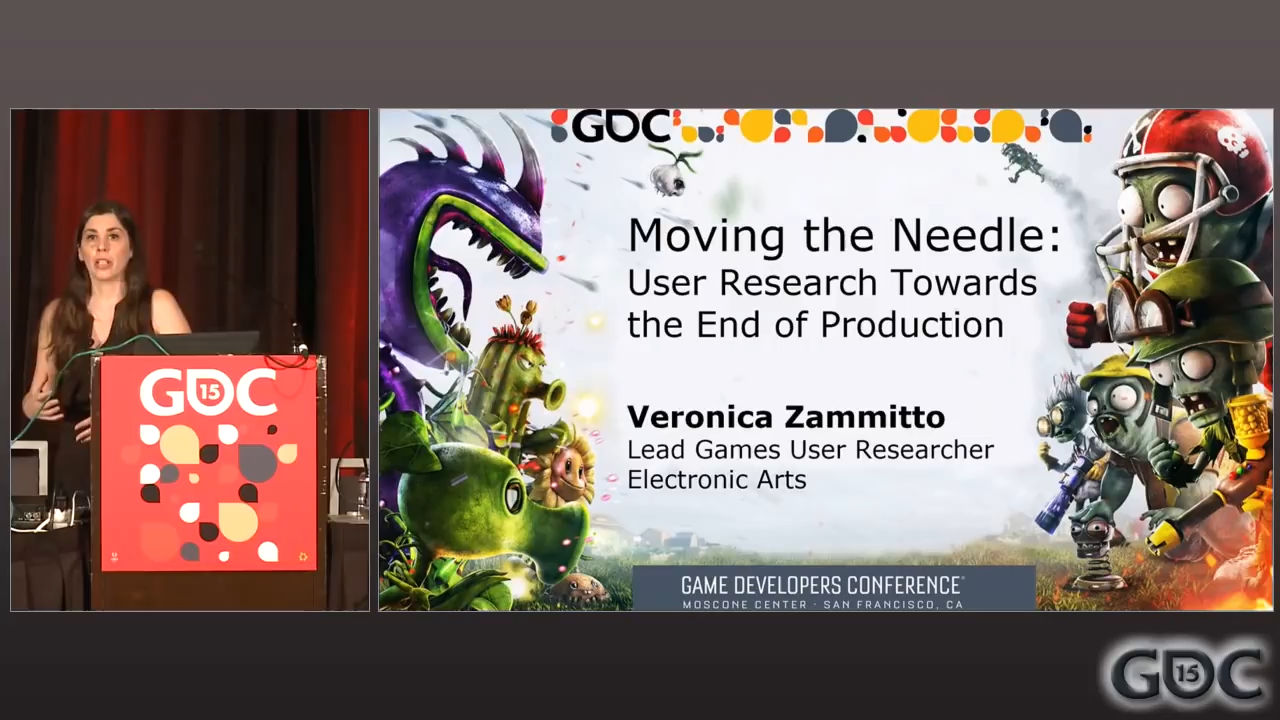 GDC
Moving the Needle:
User Research Towards
the End of Production
Veronica Zammitto
Lead Games User Researcher
Electronic Arts
GAME DEVELOPERS CONFERENCE
MOSCONE CENTER · SAN FRANCISCO, CA
GDC
15
GDC
15